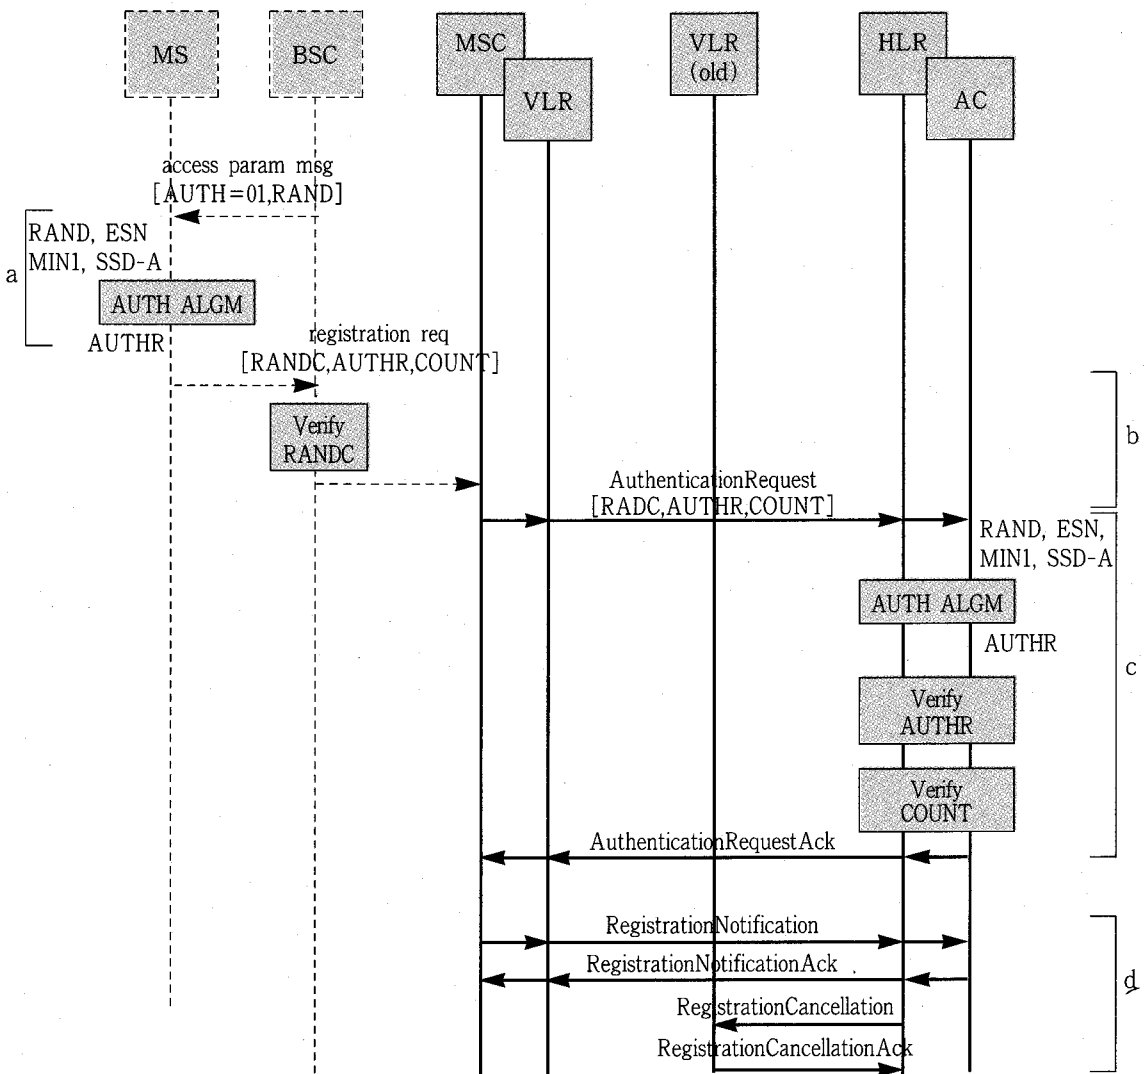 MS
BSC
MSC
VLR
VLR
(old)
HLR
AC
access param msg
[AUTH=01,RAND]
a
RAND, ESN
MIN1, SSD-A
AUTH ALGM
AUTHR
registration req
[RANDC,AUTHR,COUNT]
Verify
RANDC
b
AuthenticationRequest
[RADC,AUTHR,COUNT]
RAND, ESN,
MIN1, SSD-A
AUTH ALGM
AUTHR
c
Verify
AUTHR
Verify
COUNT
AuthenticationRequestAck
RegistrationNotification
RegistrationNotificationAck
d
RegistrationCancellation
RegistrationCancellationAck